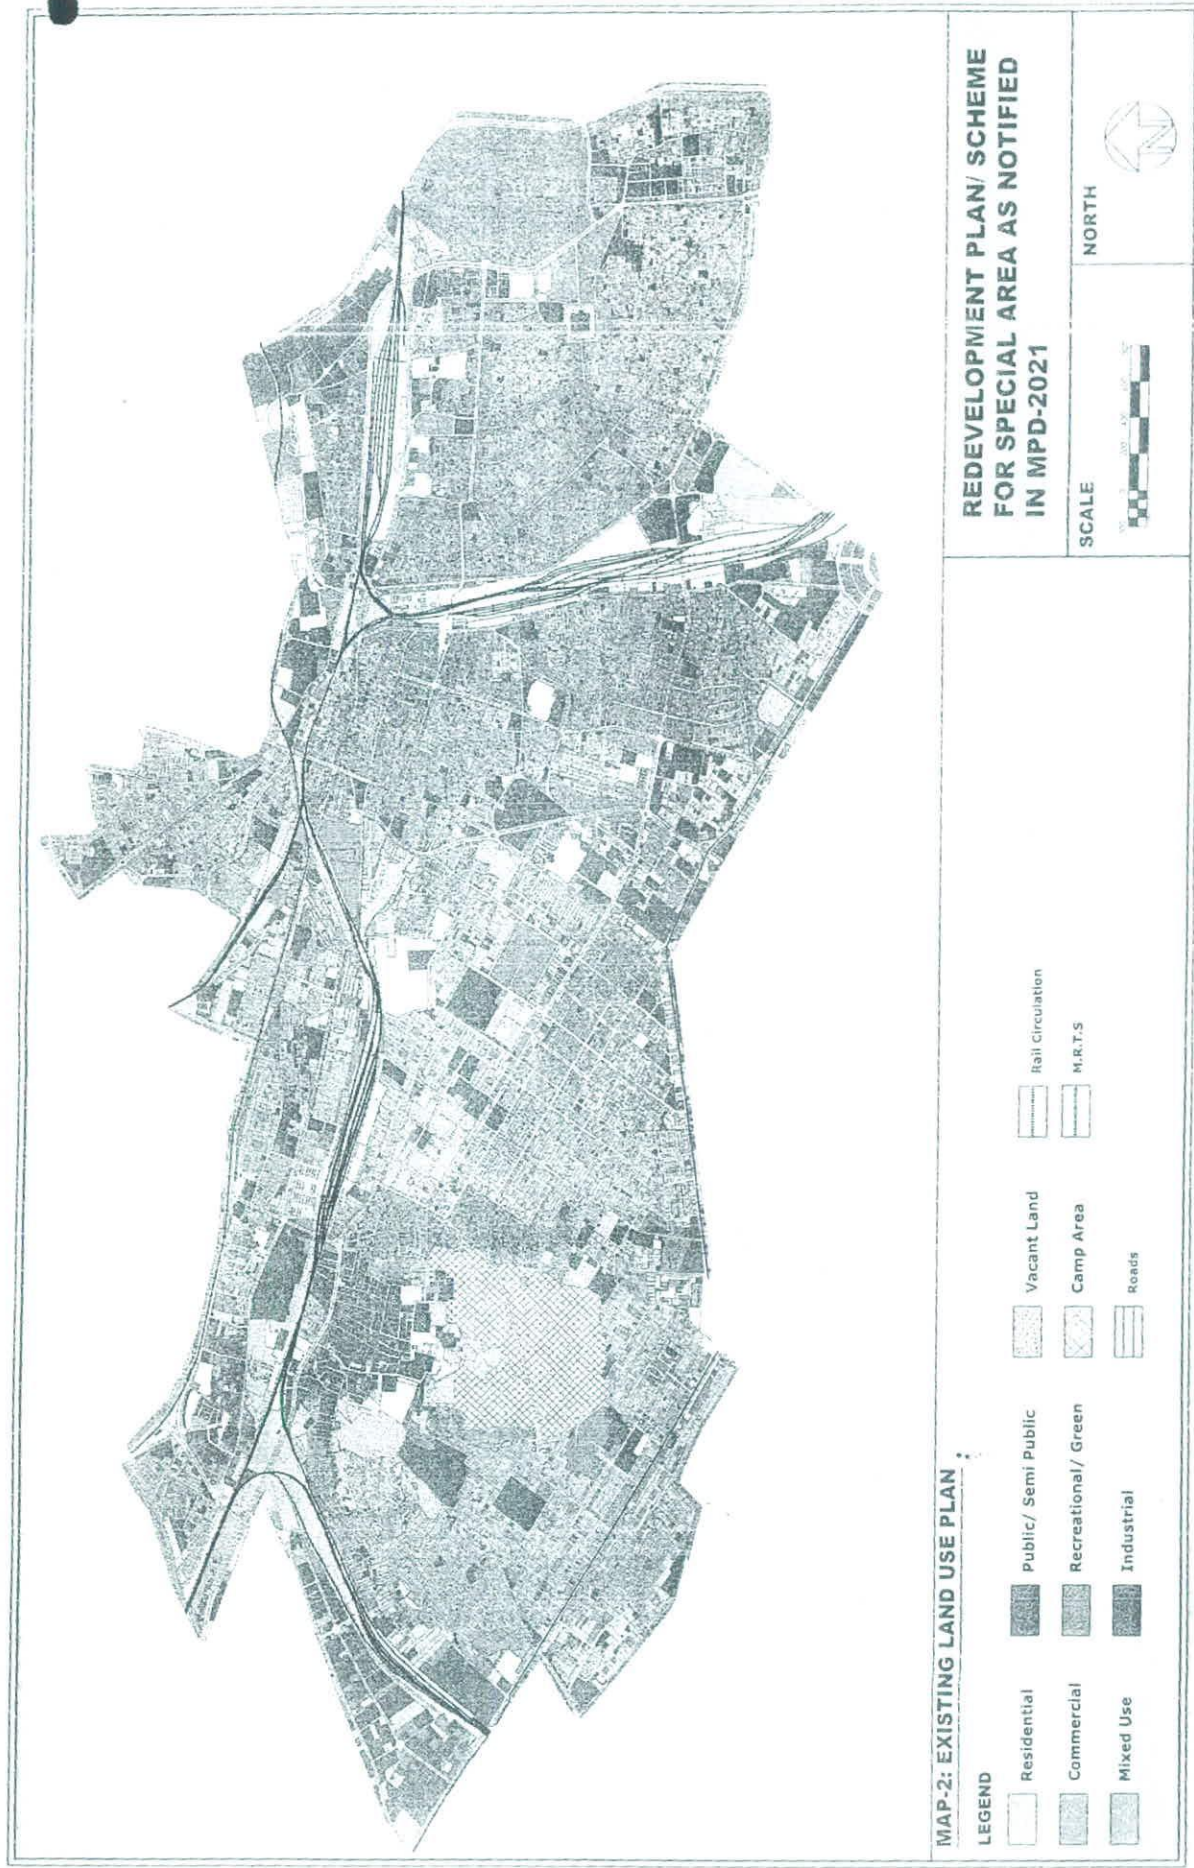 REDEVELOPMENT PLAN/ SCHEME
FOR SPECIAL AREA AS NOTIFIED
IN MPD-2021
SCALE
NORTH
N
MAP-2: EXISTING LAND USE PLAN
LEGEND
Residential
Public/ Semi Public
Vacant Land
Rail Circulation
Commercial
Recreational/ Green
Camp Area
M.R.T.S
Mixed Use
Industrial
Roads